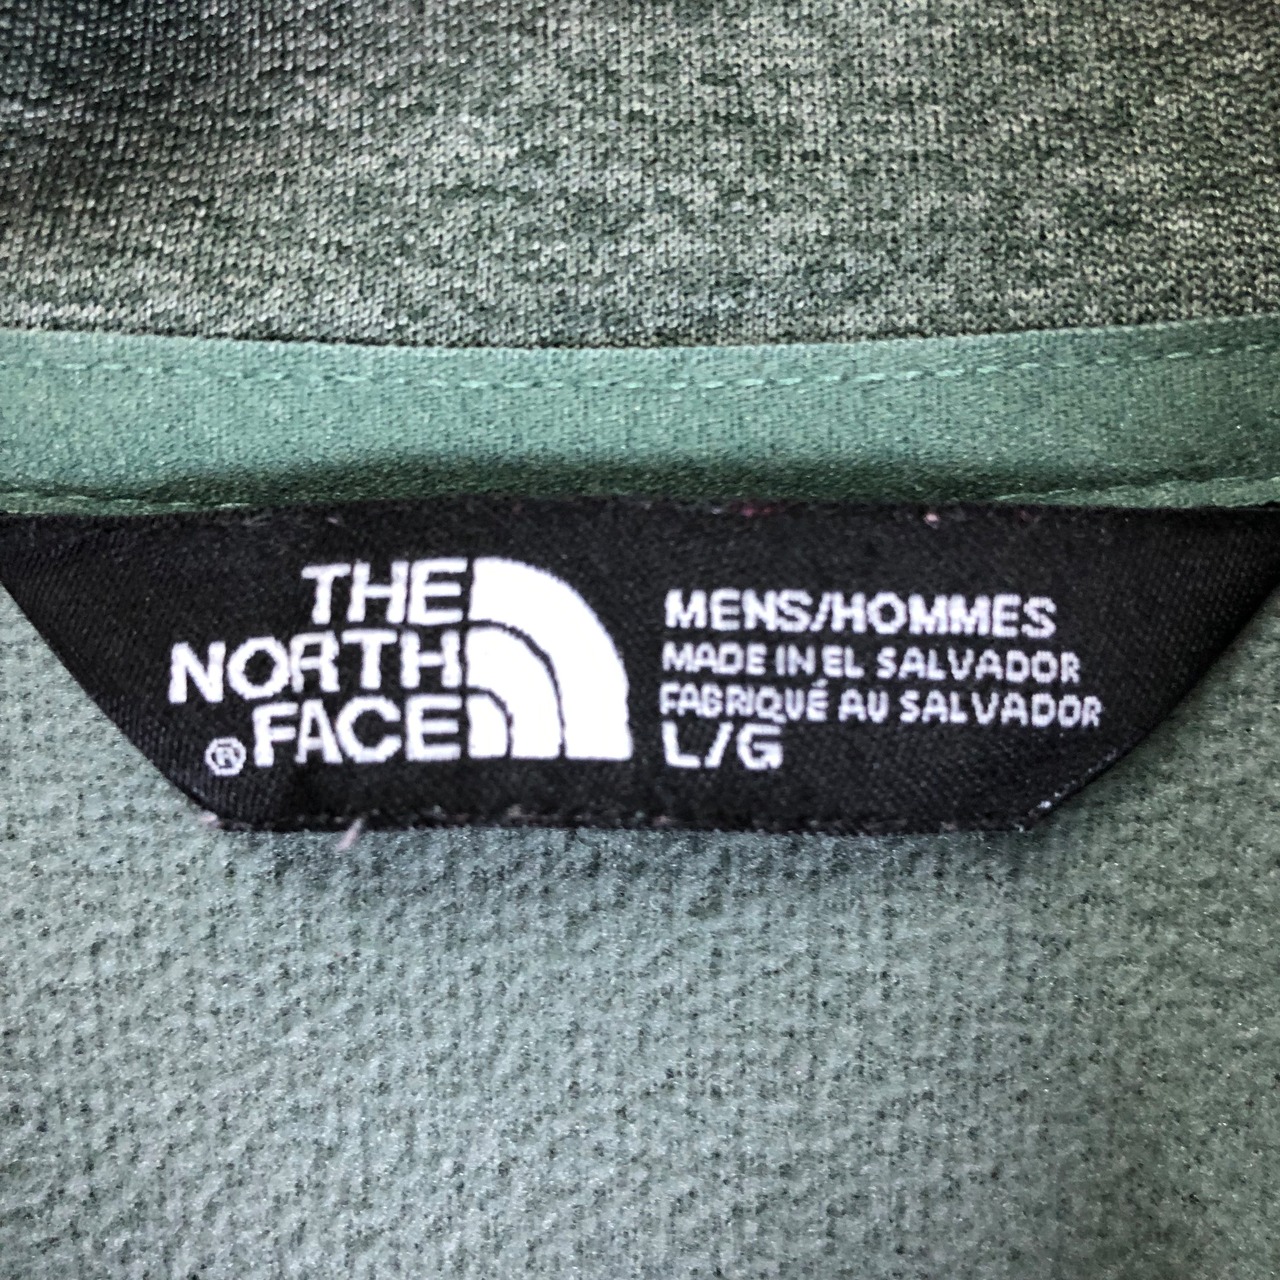 THE
NORTH
®FACE
MENS/HOMMES
MADE IN EL SALVADOR
FABRIQUÉ AU SALVADOR
L/G